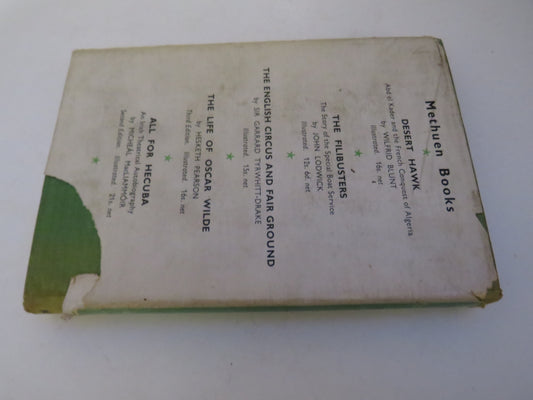 Methuen Books
★
DESERT HAWK
Abd el Kader and the French Conquest of Algeria
by WILFRID BLUNT
Illustrated. 16s. net
★
THE FILIBUSTERS
The Story of the Special Boat Service
by JOHN LODWICK
Illustrated. 12s. 6d. net
★
THE ENGLISH CIRCUS AND FAIR GROUND
by SIR GARRARD TYRWHITT-DRAKE
Illustrated. 15s. net
★
THE LIFE OF OSCAR WILDE
by HESKETH PEARSON
Third Edition. Illustrated. 16s. net
★
ALL FOR HECUBA
An Irish Theatrical Autobiography
by MICHEÁL MacLIAMMÓIR
Second Edition. Illustrated. 21s. net
★